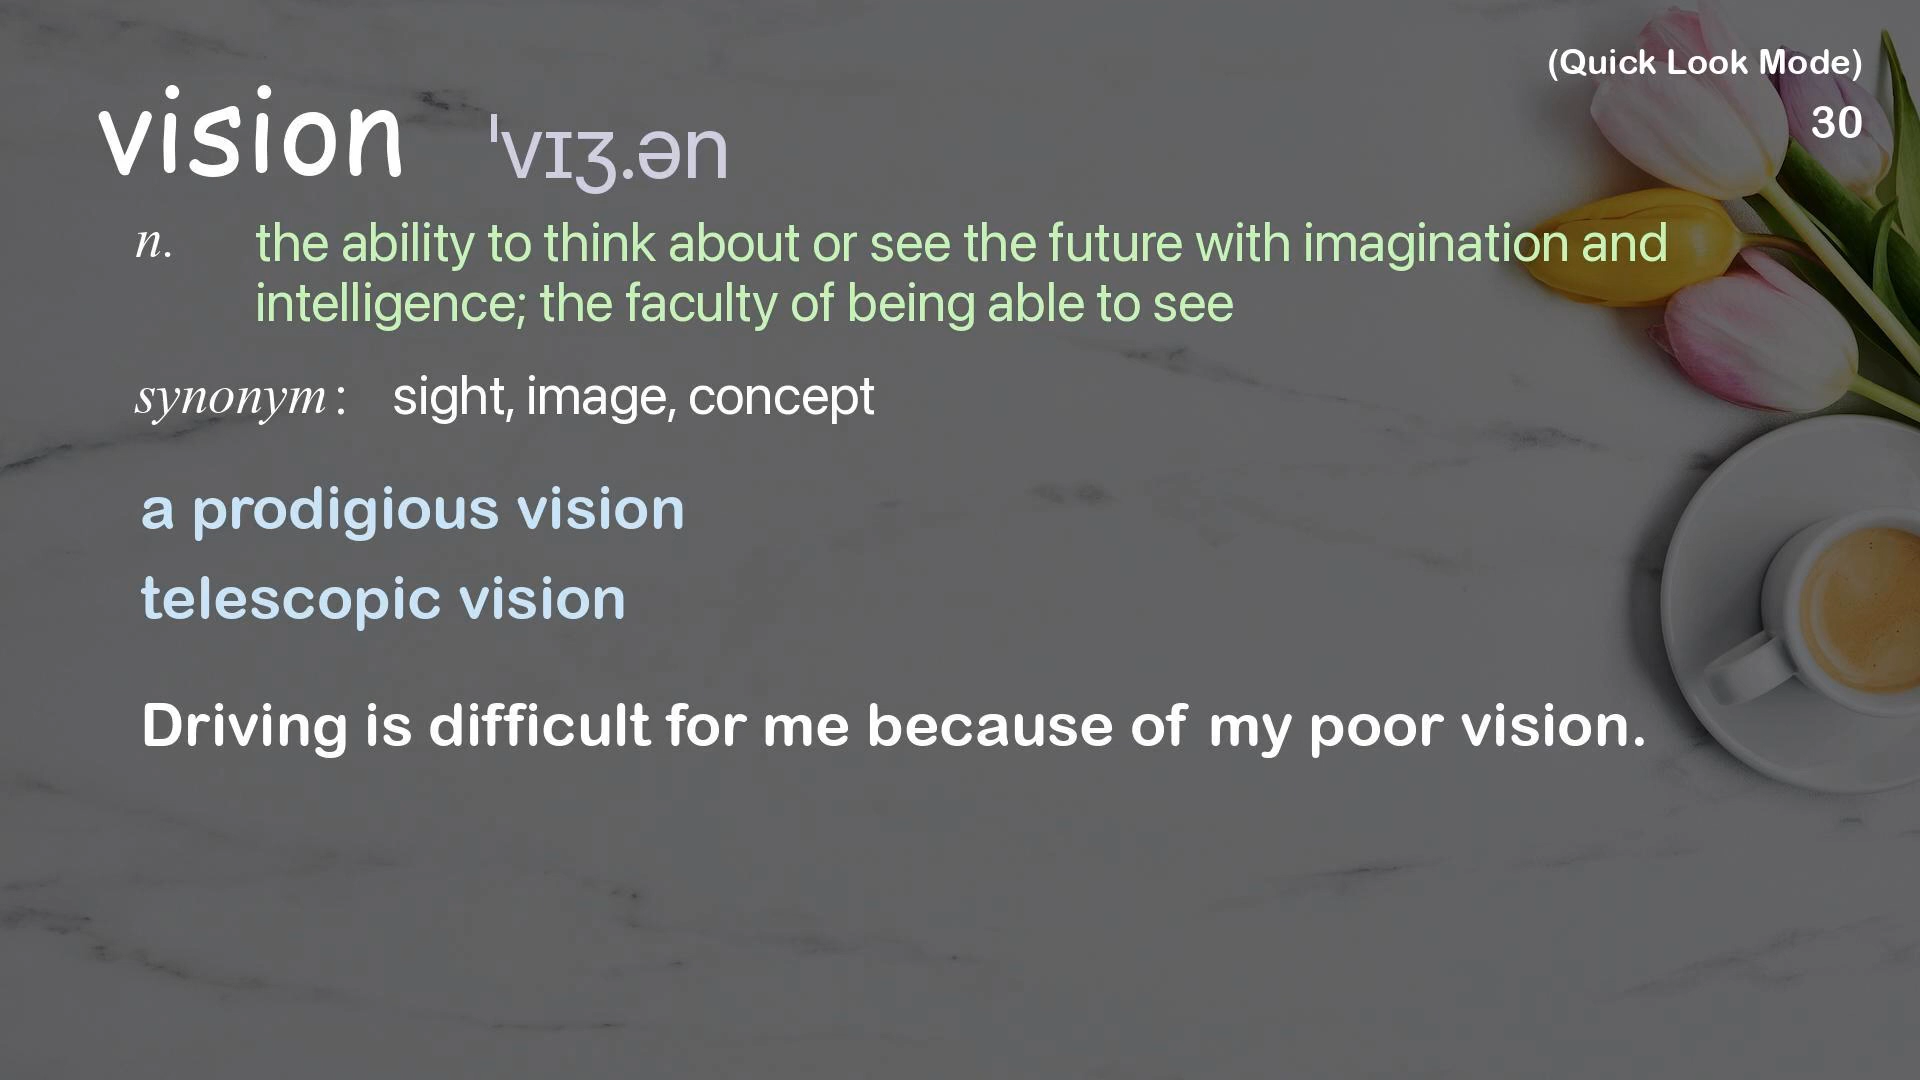 (Quick Look Mode)
30
vision ˈvɪʒ.ən
n. the ability to think about or see the future with imagination and
intelligence; the faculty of being able to see
synonym: sight, image, concept
a prodigious vision
telescopic vision
Driving is difficult for me because of my poor vision.